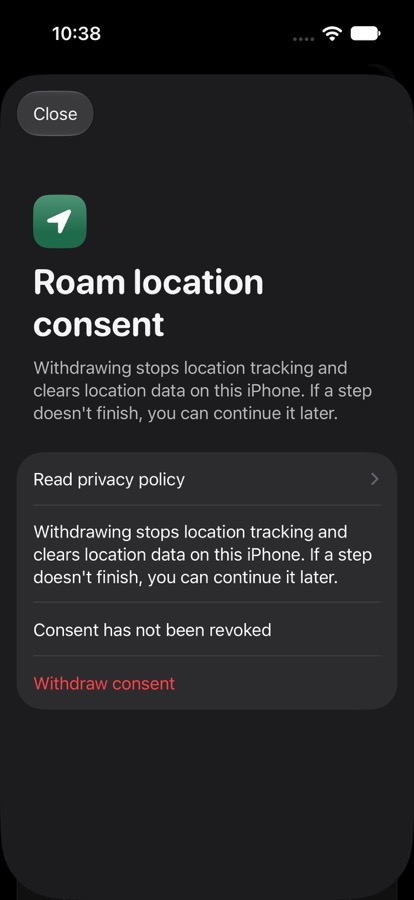 10:38
Close
Roam location
consent
Withdrawing stops location tracking and
clears location data on this iPhone. If a step
doesn't finish, you can continue it later.
Read privacy policy
Withdrawing stops location tracking and
clears location data on this iPhone. If a step
doesn't finish, you can continue it later.
Consent has not been revoked
Withdraw consent